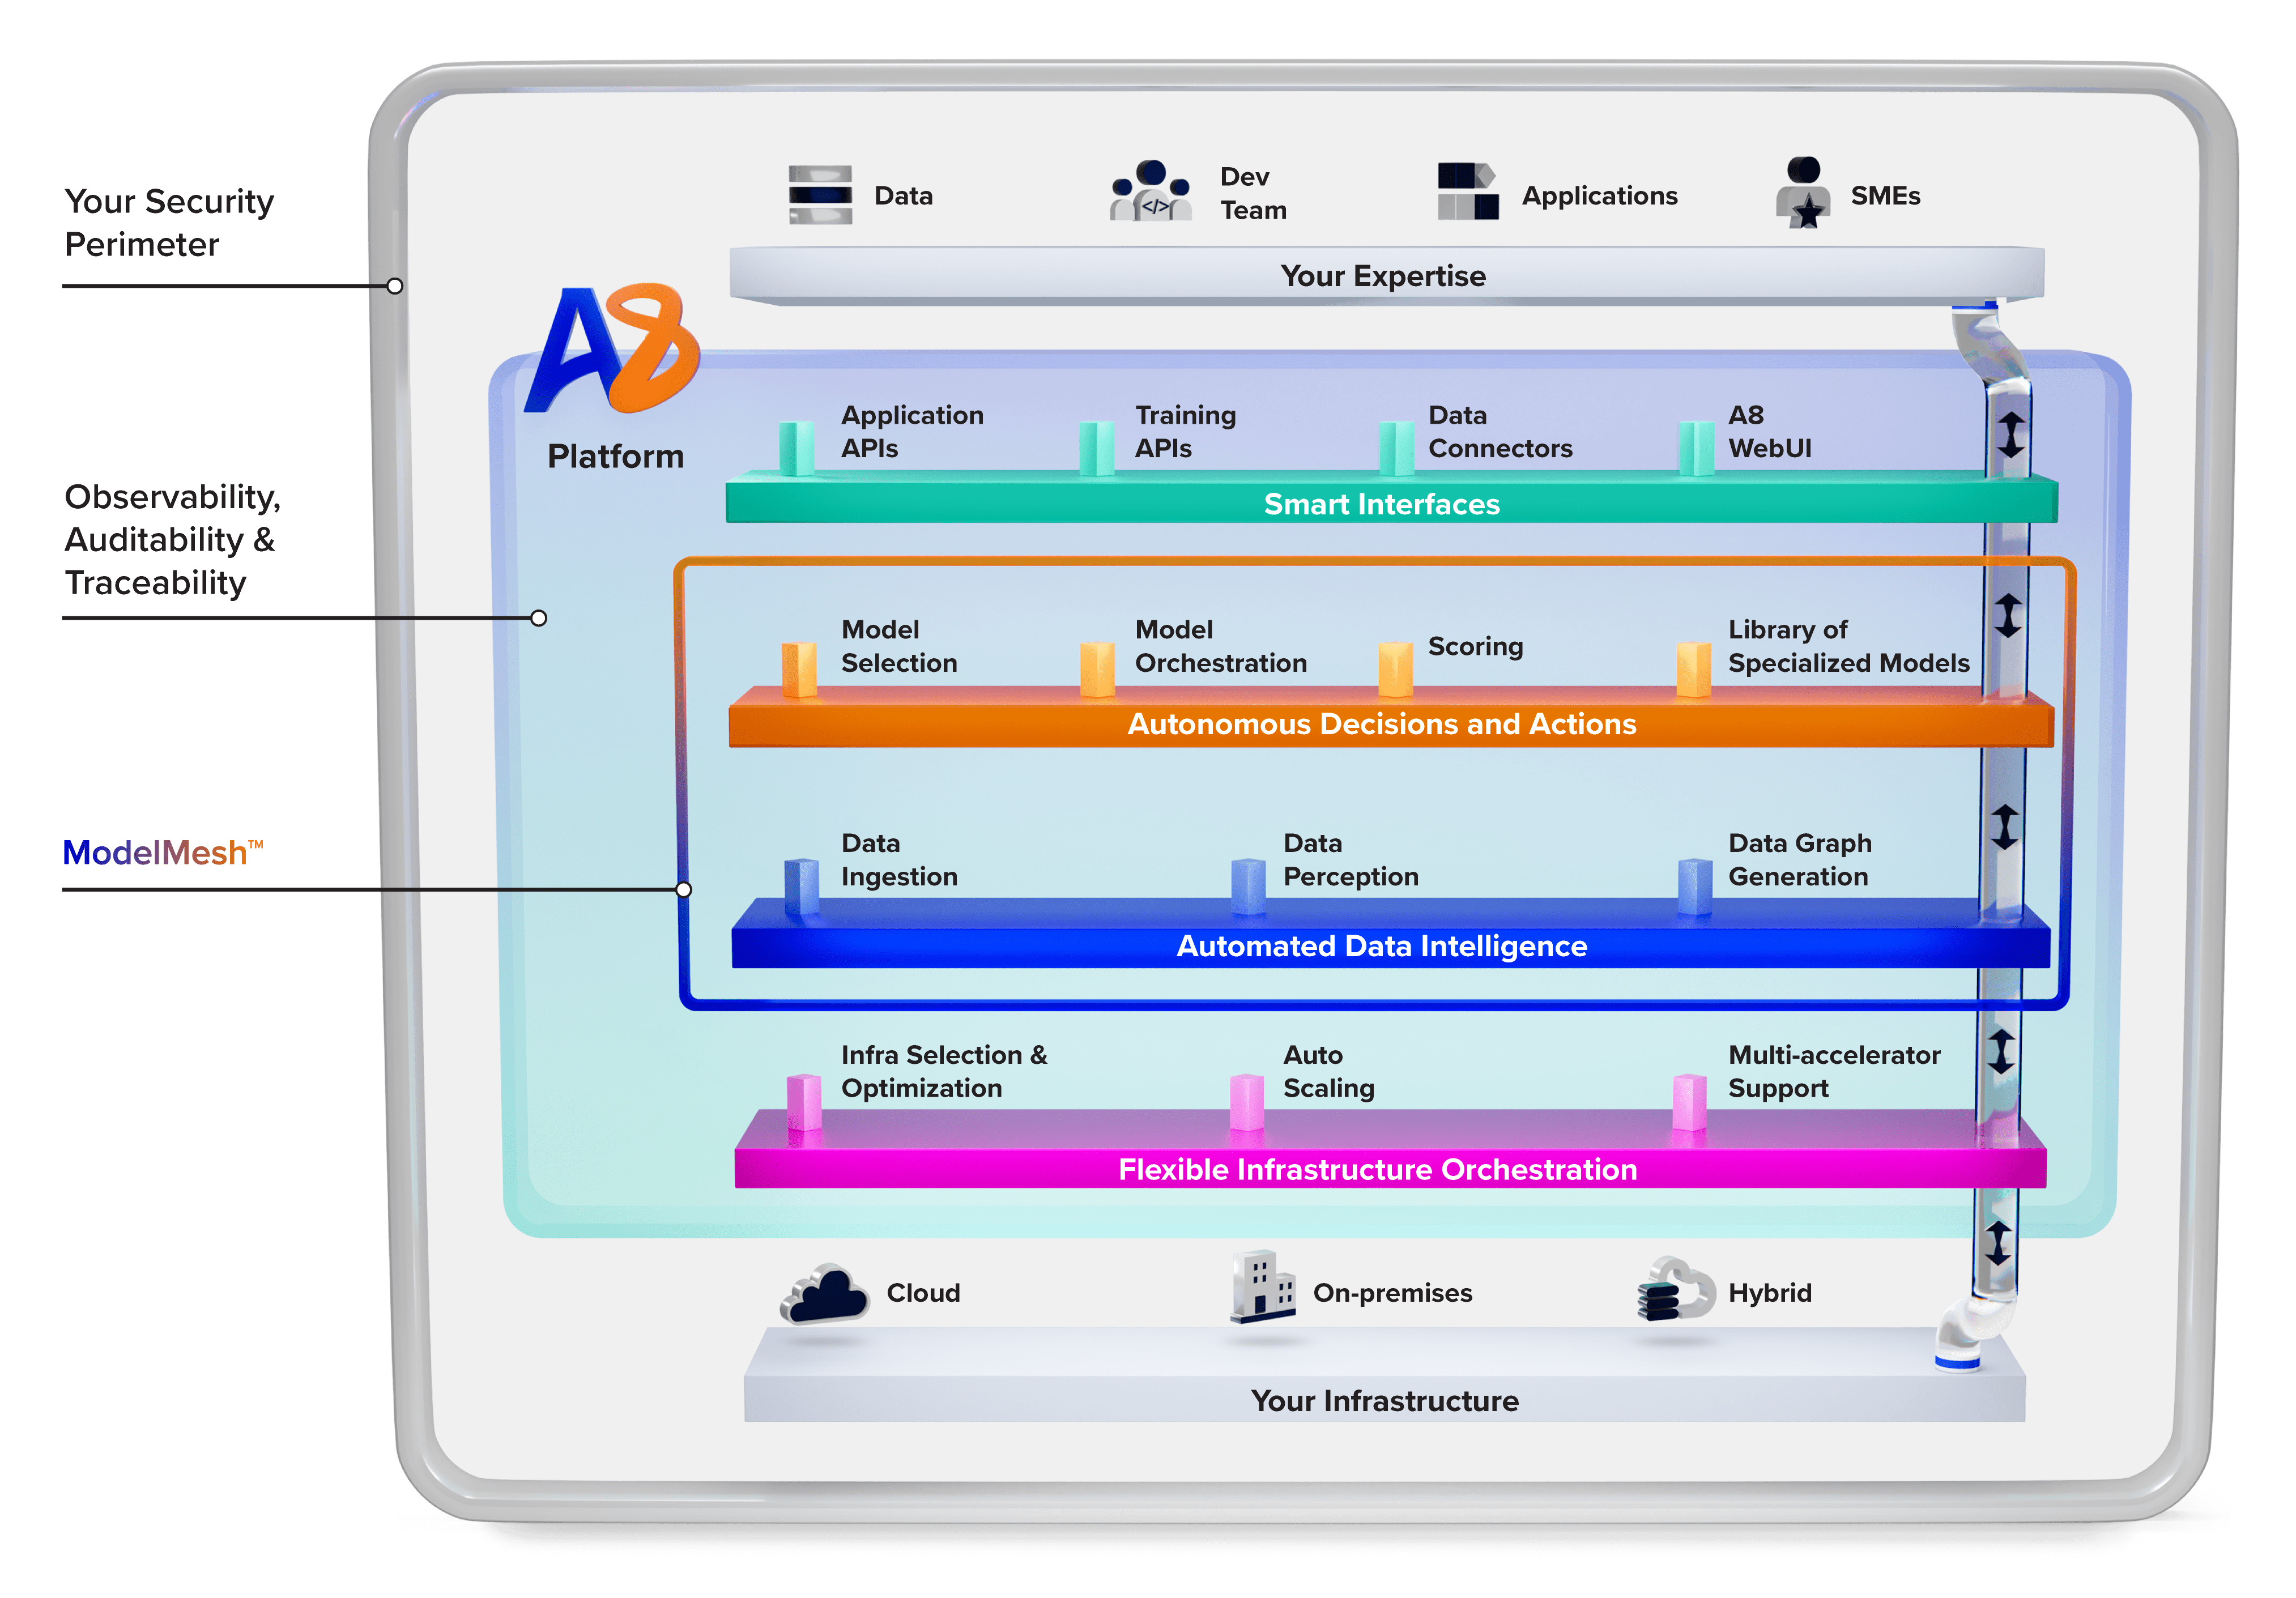 Your Security
Perimeter
Observability,
Auditability &
Traceability
ModelMesh™
Data
Dev
Team
Applications
SMEs
Your Expertise
A8
Platform
Application
APIs
Training
APIs
Data
Connectors
A8
WebUI
Smart Interfaces
Model
Selection
Model
Orchestration
Scoring
Library of
Specialized Models
Autonomous Decisions and Actions
Data
Ingestion
Data
Perception
Data Graph
Generation
Automated Data Intelligence
Infra Selection &
Optimization
Auto
Scaling
Multi-accelerator
Support
Flexible Infrastructure Orchestration
Cloud
On-premises
Hybrid
Your Infrastructure